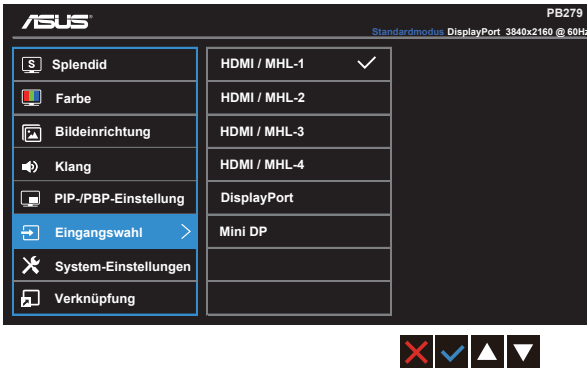 ASUS
PB279
Standardmodus DisplayPort 3840x2160 @ 60Hz
S Splendid
Farbe
Bildeinrichtung
Klang
PIP-/PBP-Einstellung
Eingangswahl
System-Einstellungen
Verknüpfung
HDMI / MHL-1
HDMI / MHL-2
HDMI / MHL-3
HDMI / MHL-4
DisplayPort
Mini DP